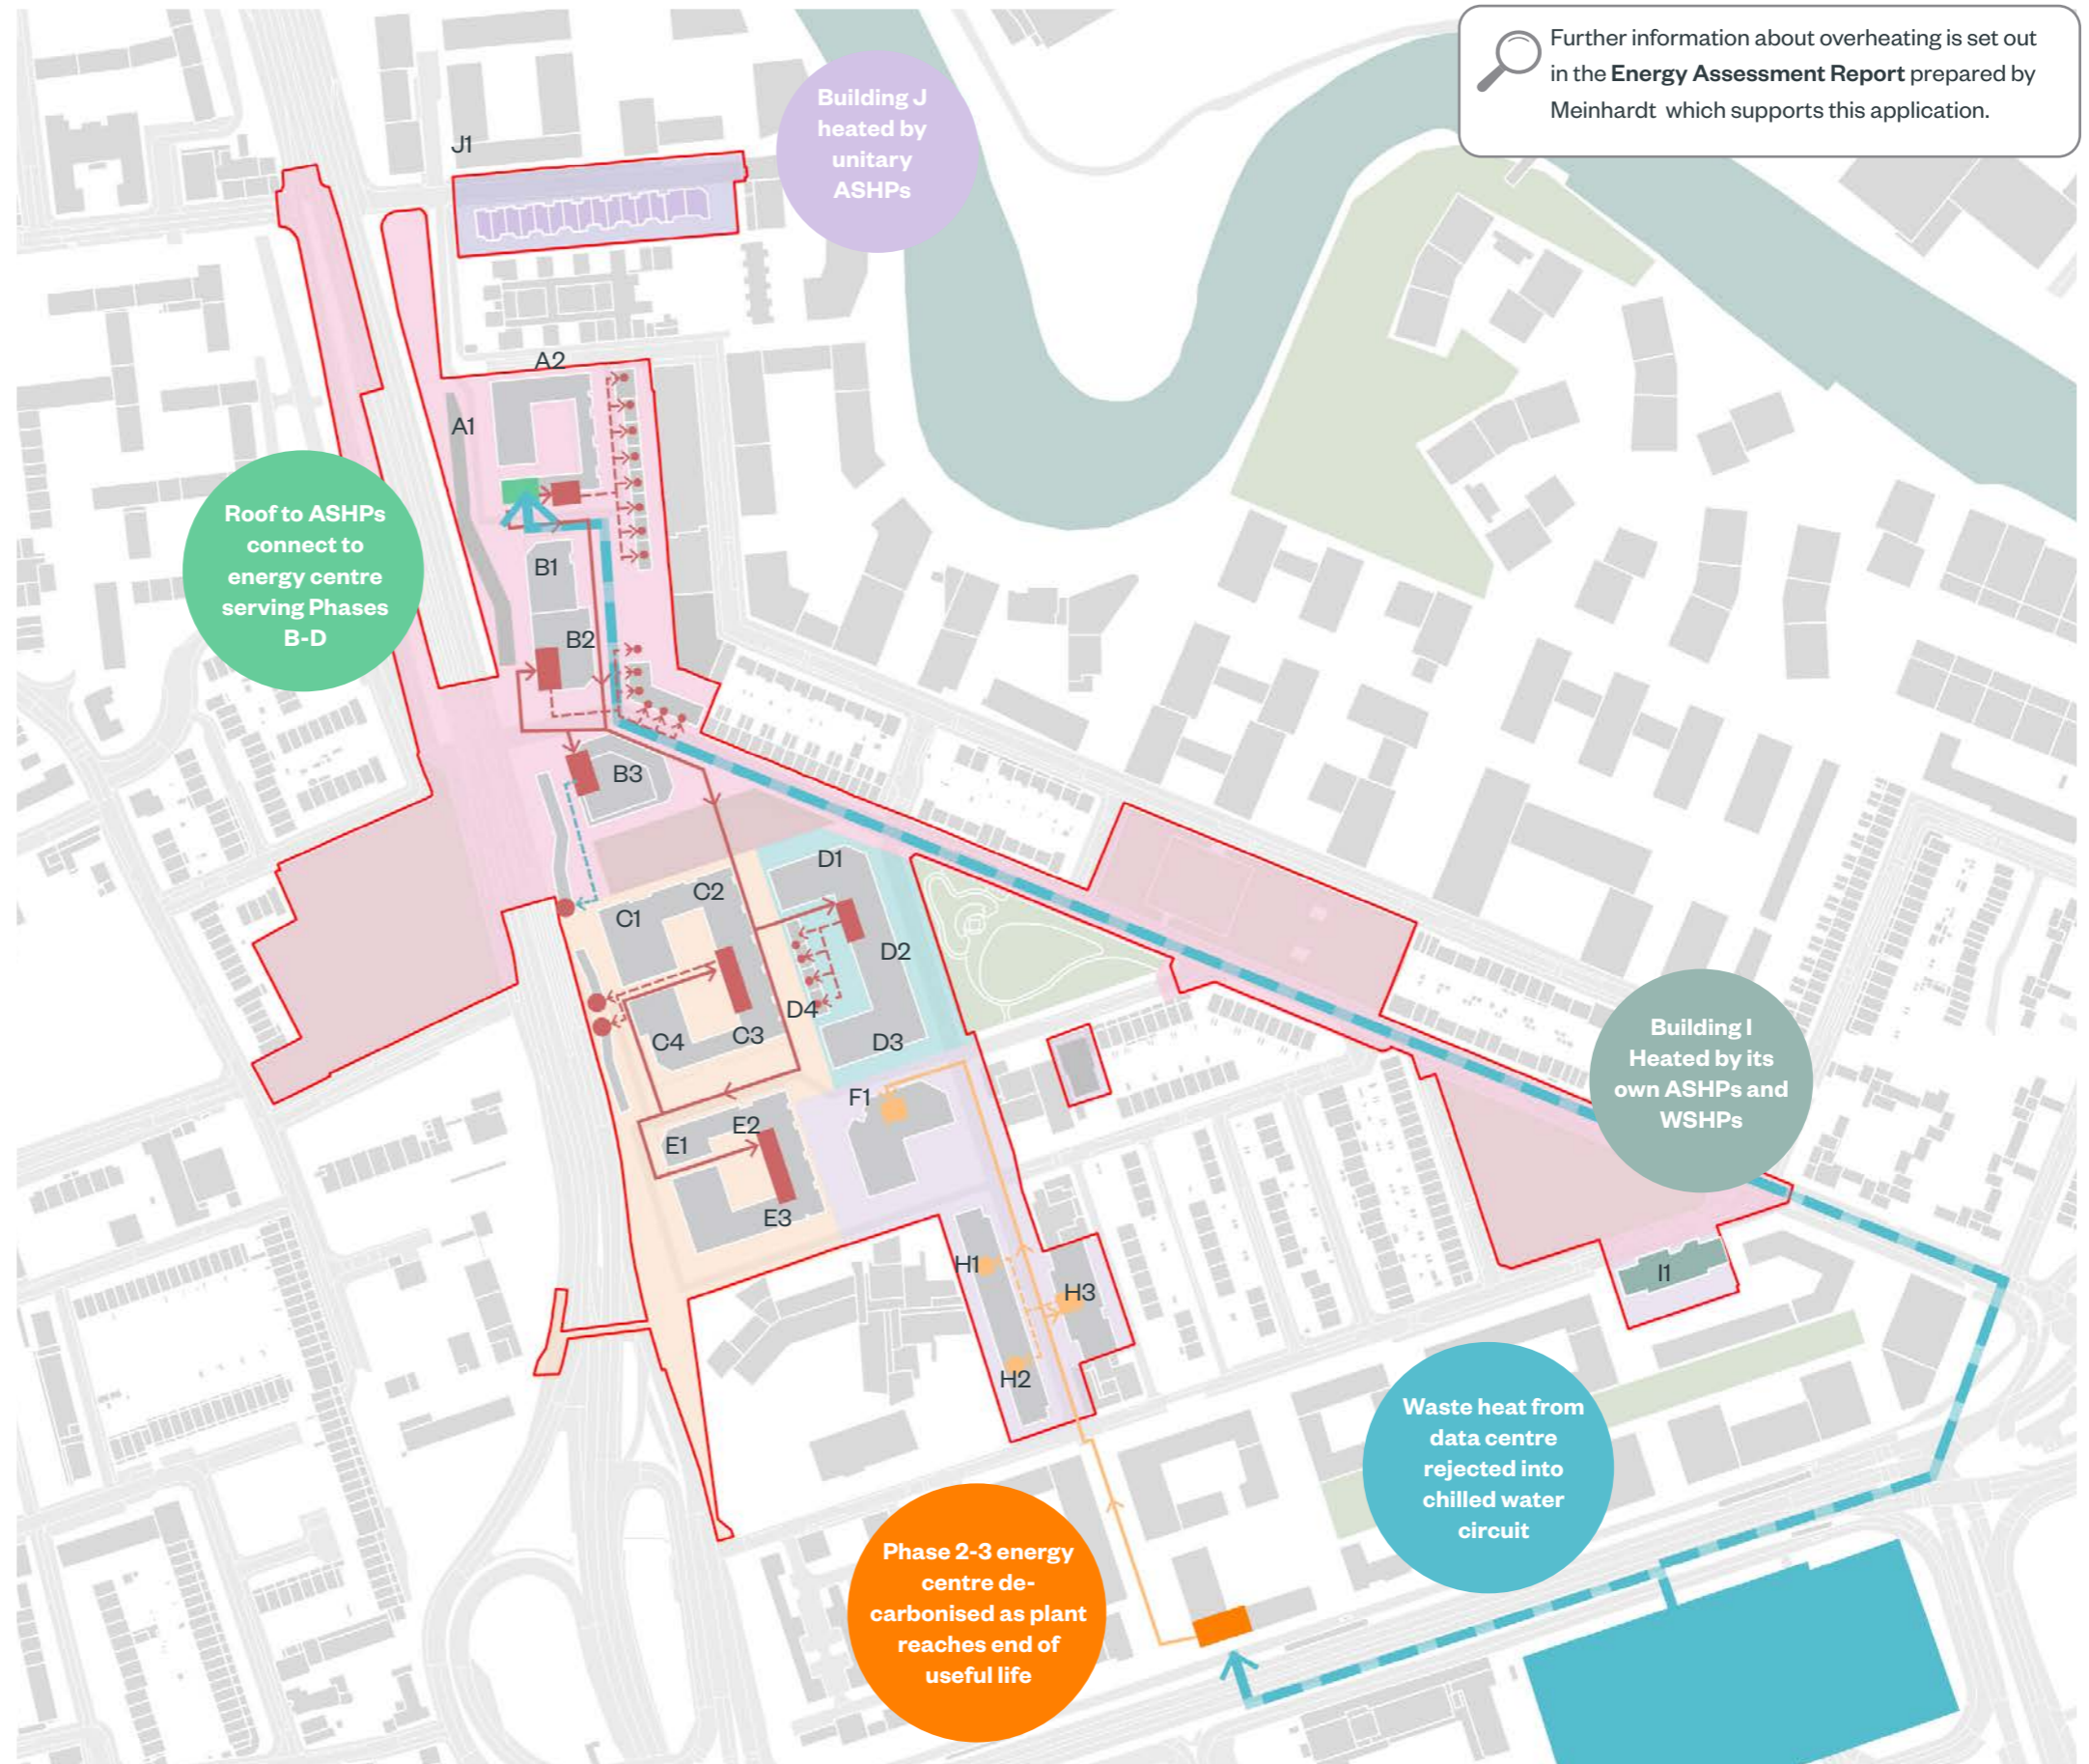 Further information about overheating is set out
in the Energy Assessment Report prepared by
Meinhardt which supports this application.
Building J
heated by
unitary
ASHPs
J1
A2
A1
Roof to ASHPs
connect to
energy centre
serving Phases
B-D
B1
B2
B3
D1
C2
C1
D2
D4
C3
C4
D3
F1
E2
E1
E3
Building I
Heated by its
own ASHPs and
WSHPs
H1
I1
H3
H2
Waste heat from
data centre
rejected into
chilled water
circuit
Phase 2-3 energy
centre de-
carbonised as plant
reaches end of
useful life